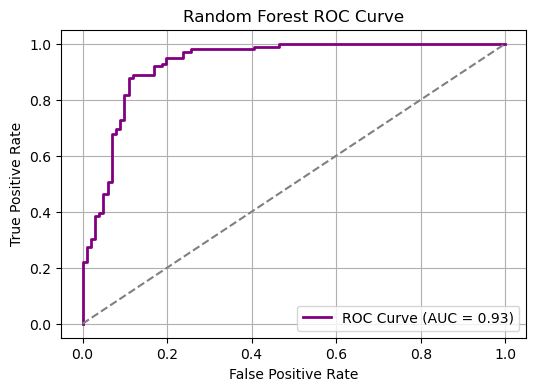 Random Forest ROC Curve
True Positive Rate
1.0
0.8
0.6
0.4
0.2
0.0
ROC Curve (AUC = 0.93)
0.0 0.2 0.4 0.6 0.8 1.0
False Positive Rate